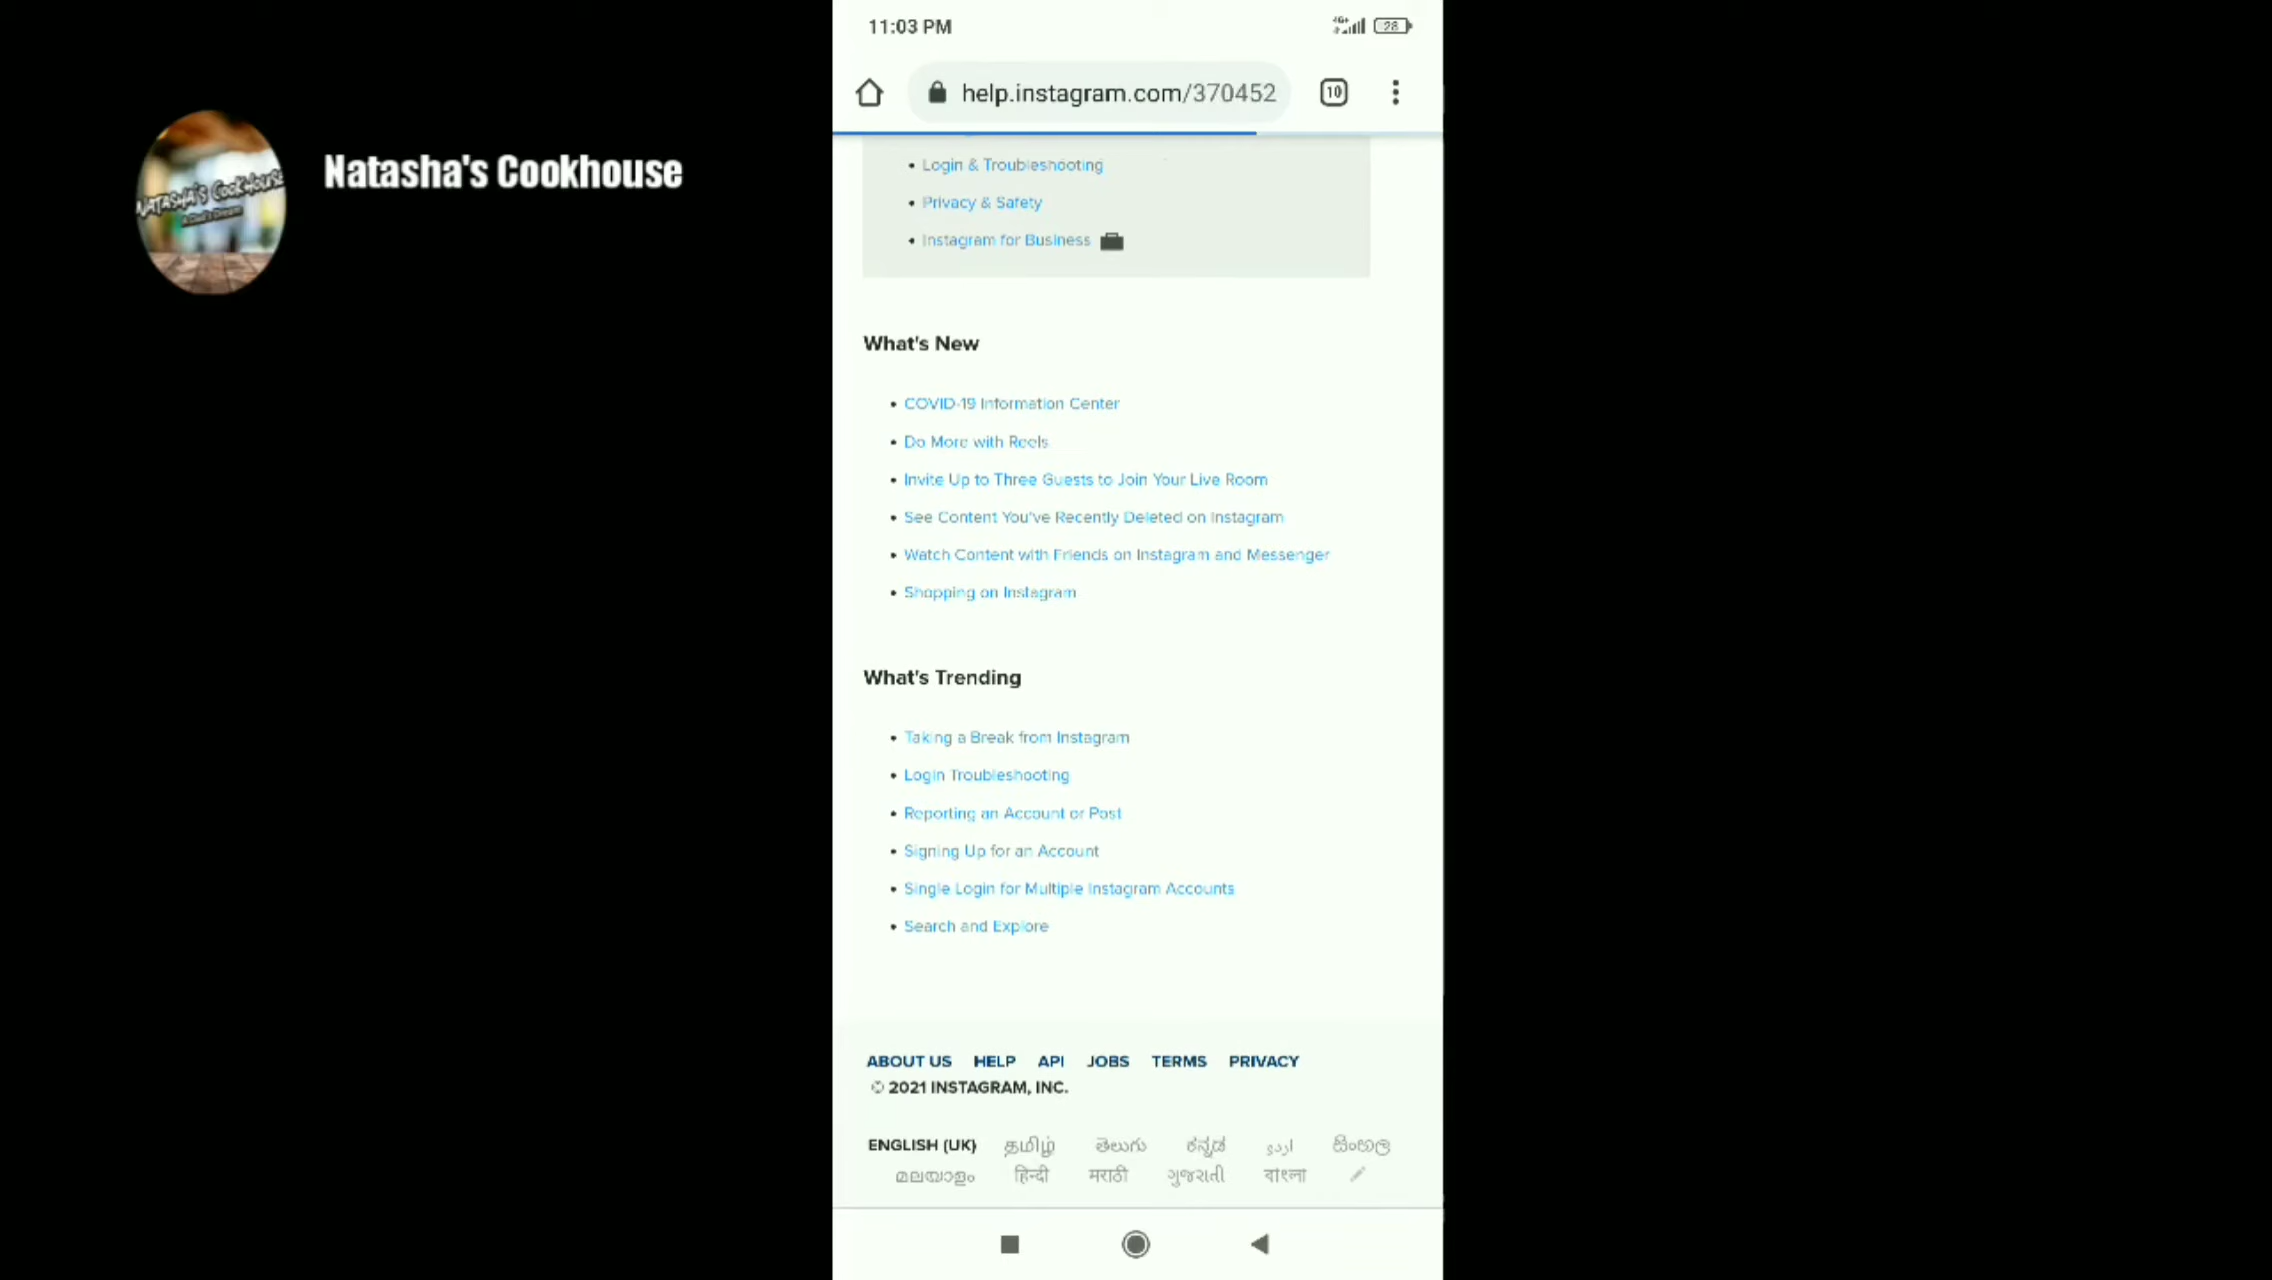 11:03 PM
4G+
28
help.instagram.com/370452
10
NATASHA'S COOKHOUSE
Natasha's Cookhouse
• Login & Troubleshooting
• Privacy & Safety
• Instagram for Business
What's New
• COVID-19 Information Center
• Do More with Reels
• Invite Up to Three Guests to Join Your Live Room
• See Content You've Recently Deleted on Instagram
• Watch Content with Friends on Instagram and Messenger
• Shopping on Instagram
What's Trending
• Taking a Break from Instagram
• Login Troubleshooting
• Reporting an Account or Post
• Signing Up for an Account
• Single Login for Multiple Instagram Accounts
• Search and Explore
ABOUT US HELP API JOBS TERMS PRIVACY
© 2021 INSTAGRAM, INC.
ENGLISH (UK) தமிழ் తెలుగు ಕನ್ನಡ اردو සිංහල
മലയാളം हिन्दी मराठी ગુજરાતી বাংলা